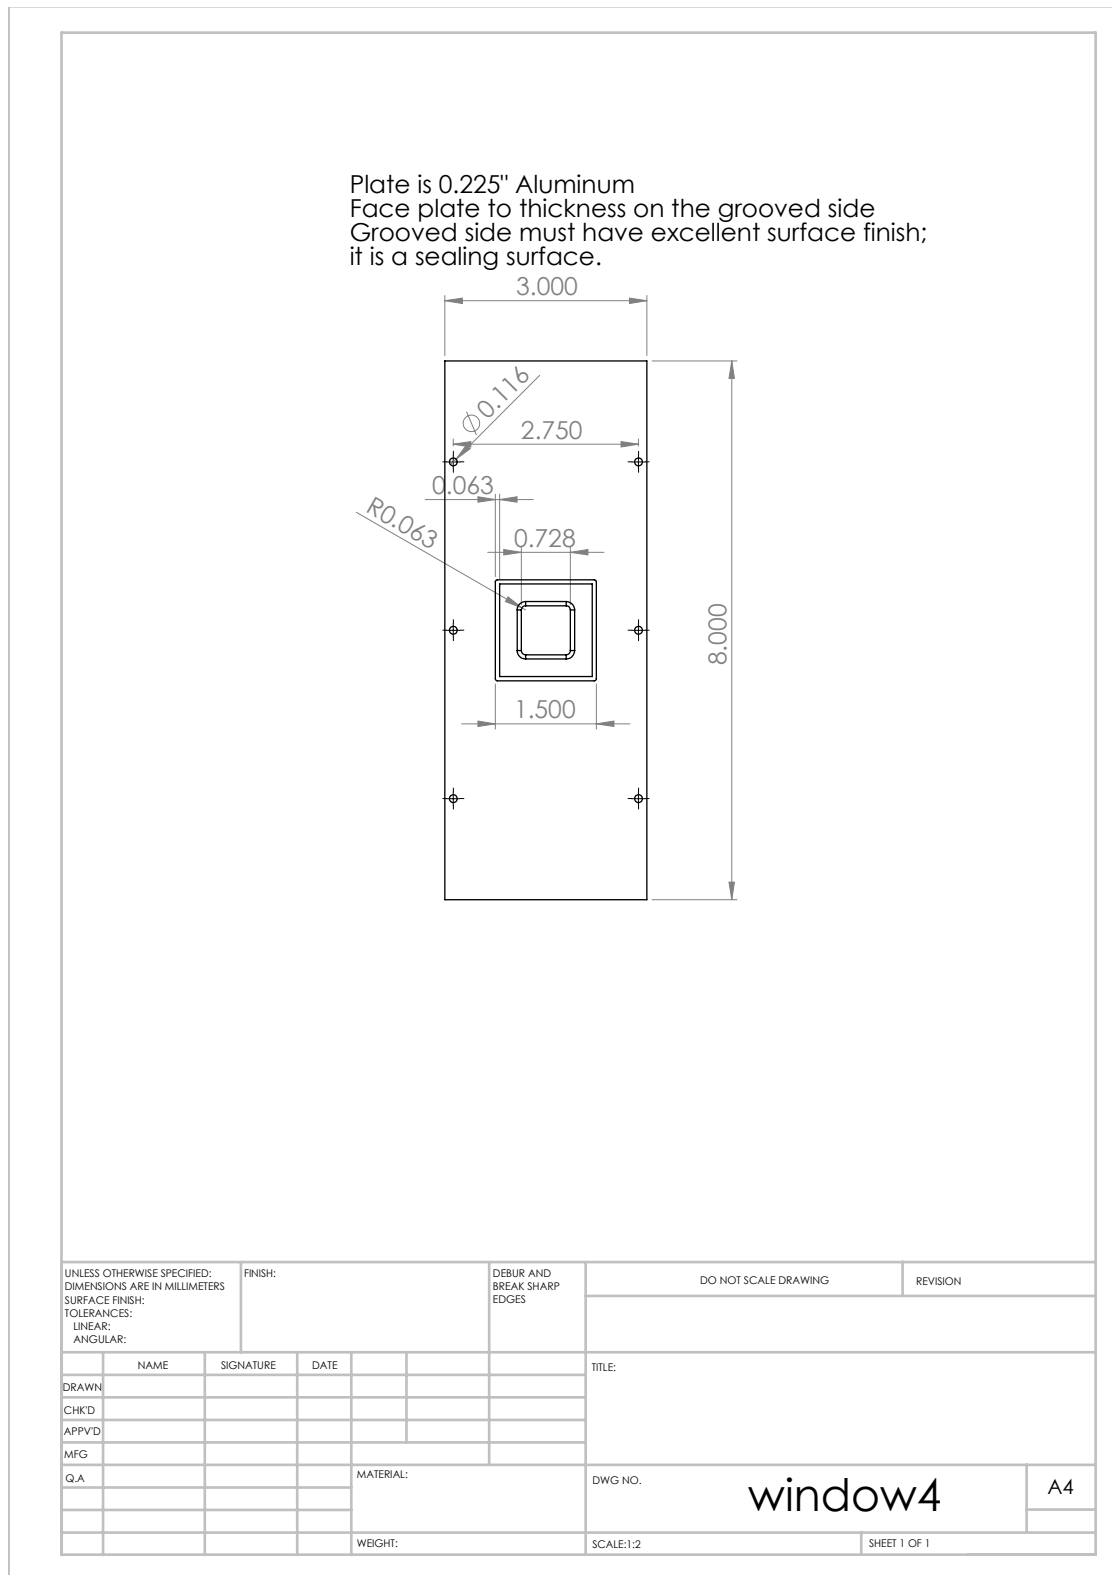 Plate is 0.225" Aluminum
Face plate to thickness on the grooved side
Grooved side must have excellent surface finish;
it is a sealing surface.
3.000
∅0.116
2.750
0.063
R0.063
0.728
8.000
1.500
UNLESS OTHERWISE SPECIFIED:
DIMENSIONS ARE IN MILLIMETERS
SURFACE FINISH:
TOLERANCES:
LINEAR:
ANGULAR:
FINISH:
DEBUR AND
BREAK SHARP
EDGES
DO NOT SCALE DRAWING
REVISION
NAME
SIGNATURE
DATE
TITLE:
DRAWN
CHK'D
APPV'D
MFG
Q.A
MATERIAL:
DWG NO.
window4
A4
WEIGHT:
SCALE:1:2
SHEET 1 OF 1